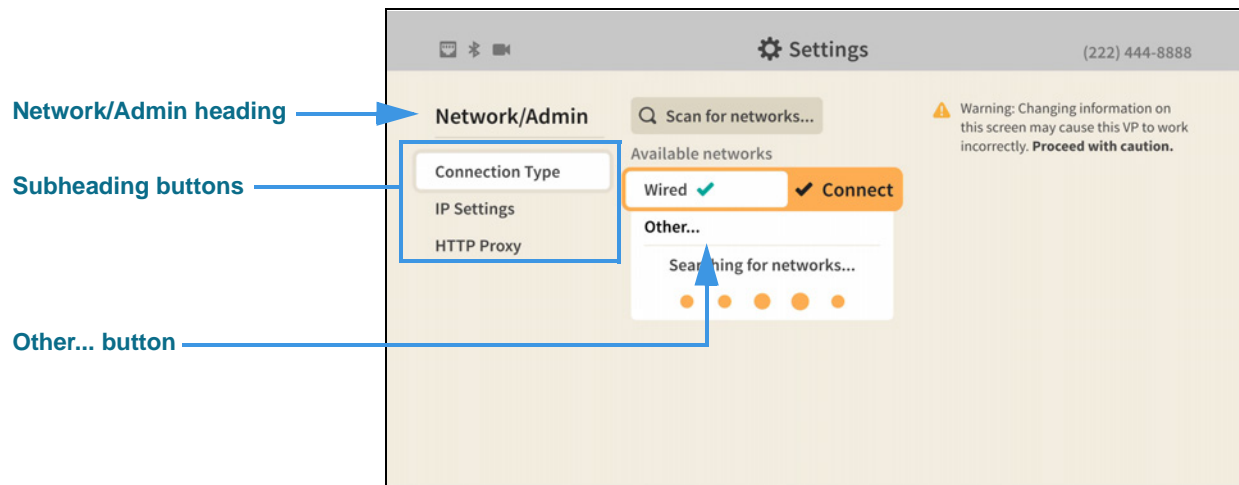 Settings
(222) 444-8888
Network/Admin heading
Network/Admin
Scan for networks...
Warning: Changing information on
this screen may cause this VP to work
incorrectly. Proceed with caution.
Subheading buttons
Connection Type
IP Settings
HTTP Proxy
Available networks
Wired
Connect
Other...
Searching for networks...
Other... button